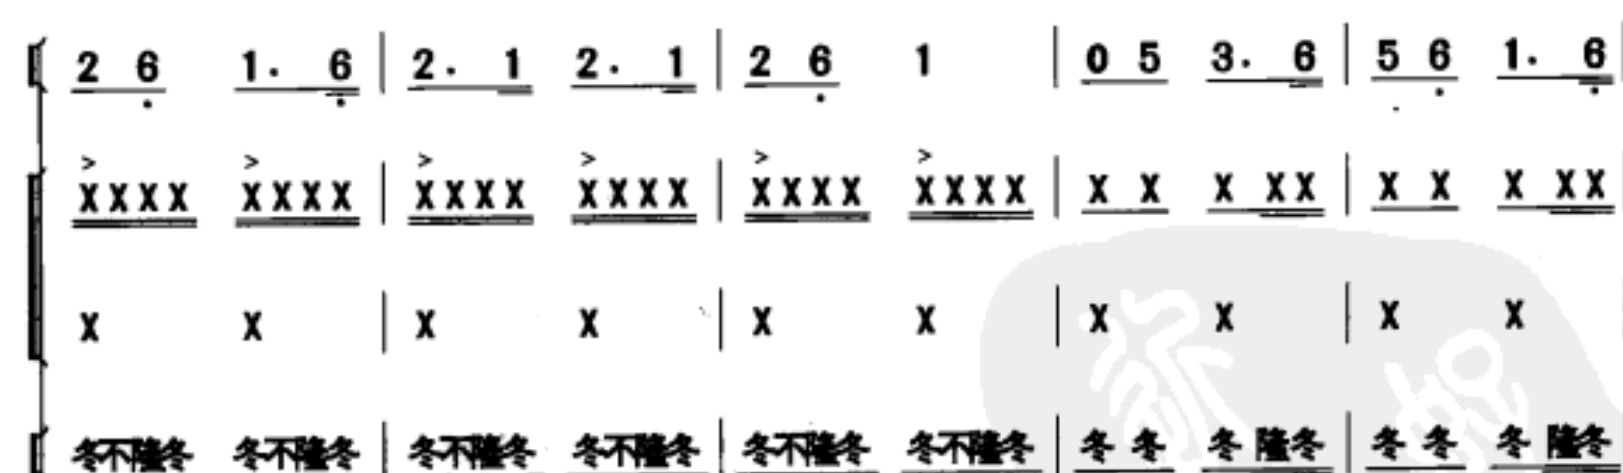 2 6 1. 6 | 2. 1 2. 1 | 2 6 1 | 0 5 3. 6 | 5 6 1. 6
> > > > > >
XXXX XXXX | XXXX XXXX | XXXX XXXX | X X X XX | X X X XX
X X | X X | X X | X X | X X
冬不隆冬 冬不隆冬 | 冬不隆冬 冬不隆冬 | 冬不隆冬 冬不隆冬 | 冬 冬 冬 隆冬 | 冬 冬 冬 隆冬